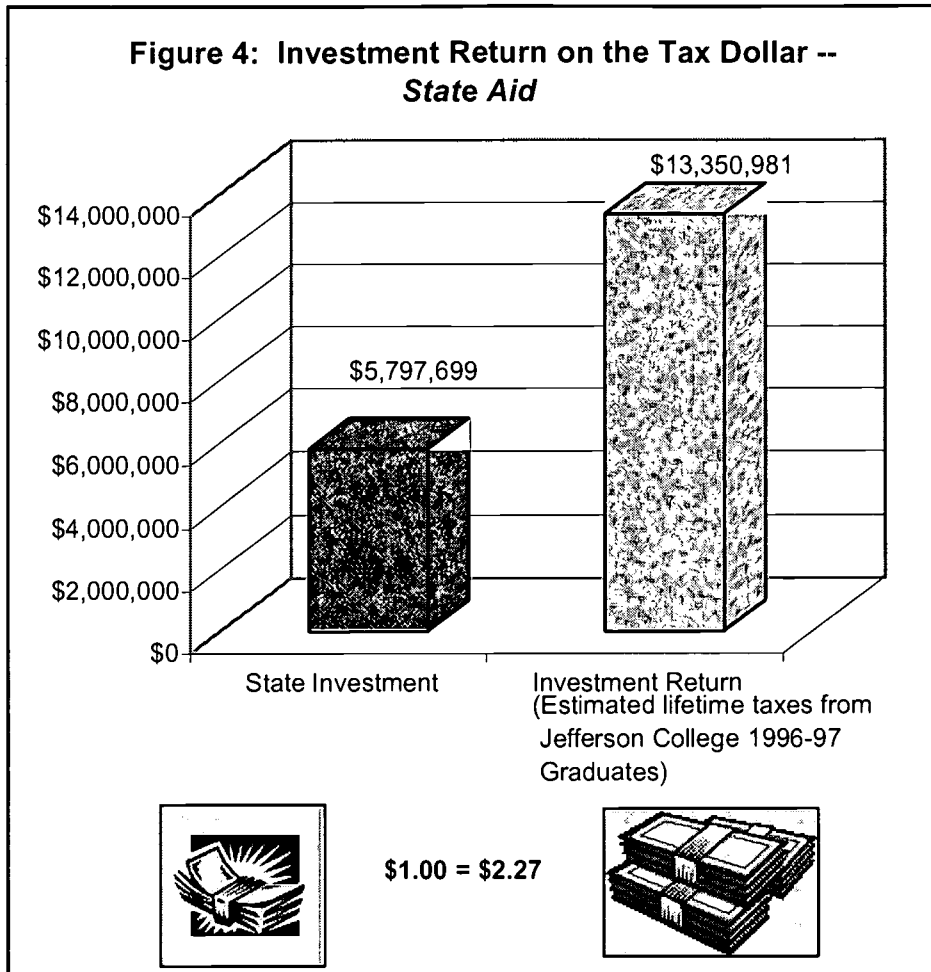 Figure 4: Investment Return on the Tax Dollar --
State Aid
$13,350,981
$14,000,000
$12,000,000
$10,000,000
$8,000,000
$5,797,699
$6,000,000
$4,000,000
$2,000,000
$0
State Investment
Investment Return
(Estimated lifetime taxes from
Jefferson College 1996-97
Graduates)
$1.00 = $2.27